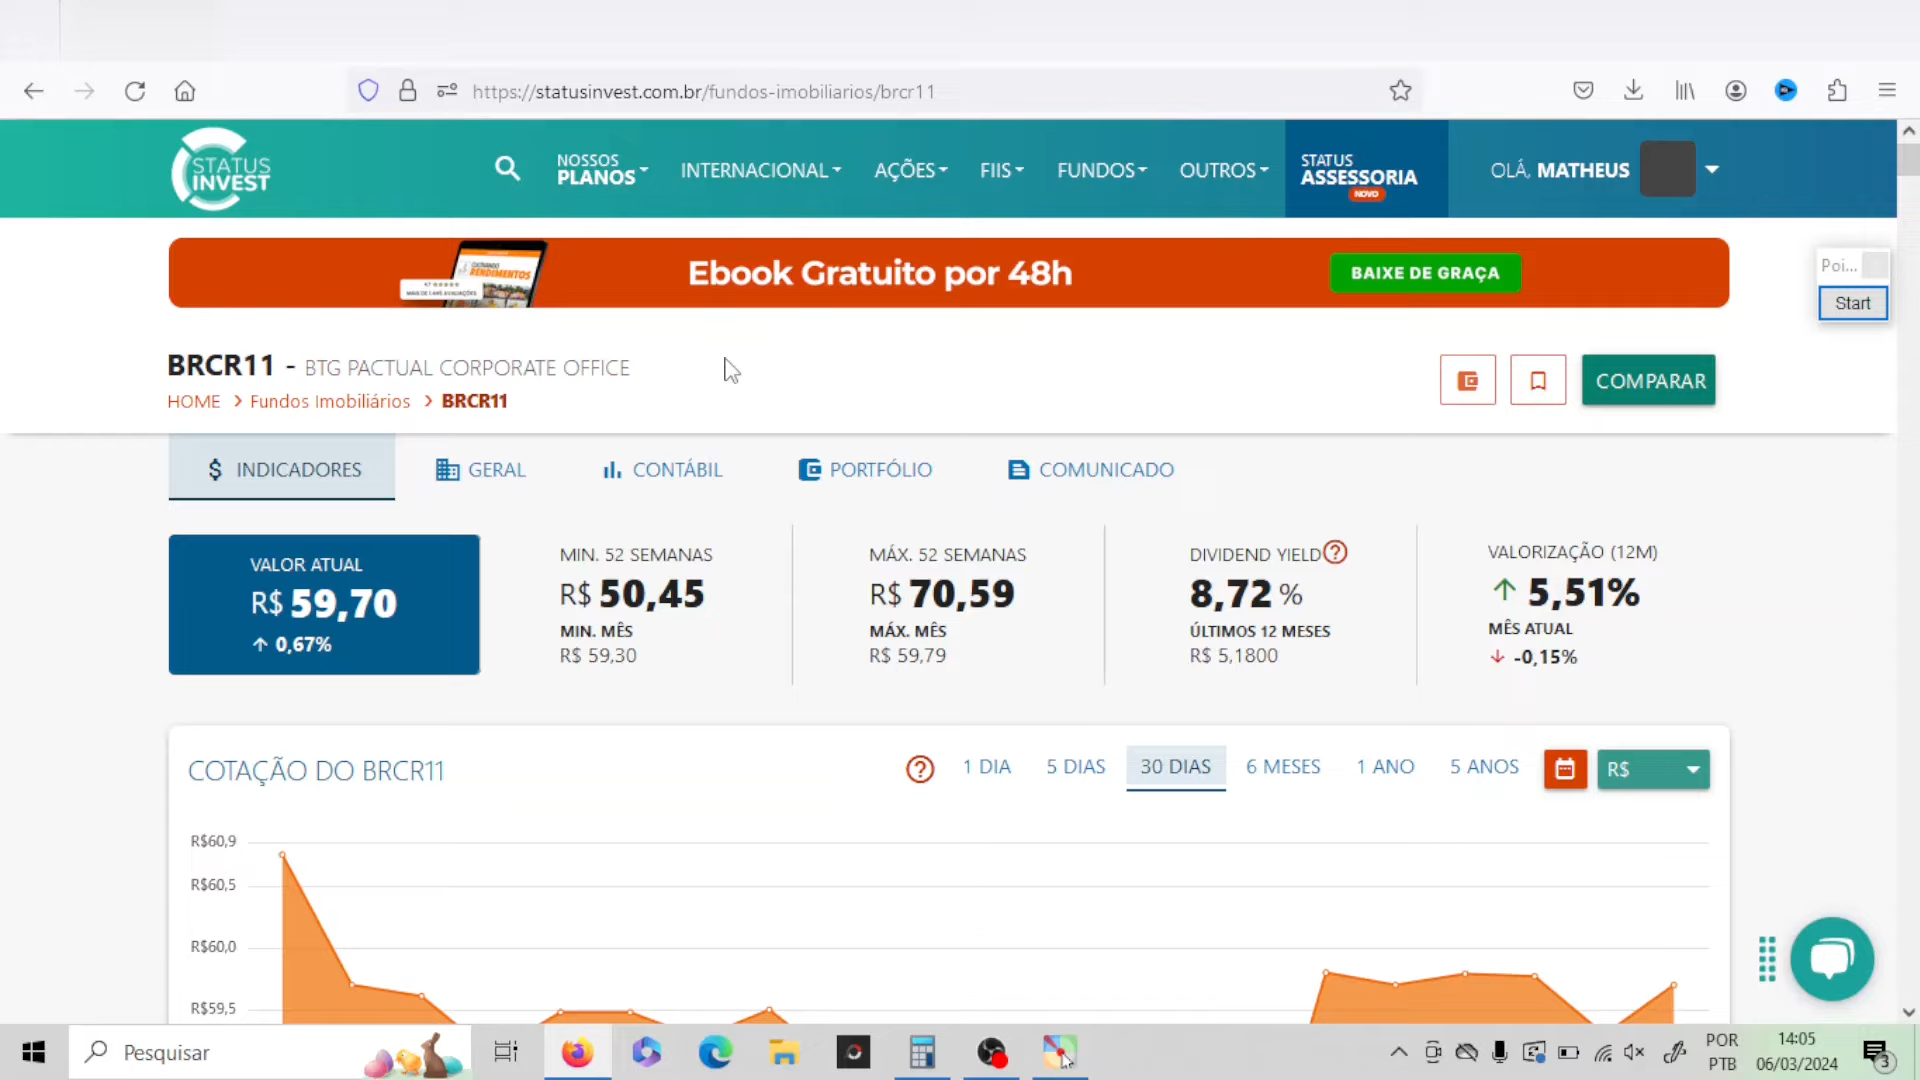 https://statusinvest.com.br/fundos-imobiliarios/brcr11
STATUS
INVEST
NOSSOS
PLANOS
INTERNACIONAL
AÇÕES
FIIS
FUNDOS
OUTROS
STATUS
ASSESSORIA
NOVO
OLÁ, MATHEUS
RENDIMENTOS
Ebook Gratuito por 48h
BAIXE DE GRAÇA
Poi...
Start
BRCR11 - BTG PACTUAL CORPORATE OFFICE
HOME > Fundos Imobiliários > BRCR11
COMPARAR
INDICADORES
GERAL
CONTÁBIL
PORTFÓLIO
COMUNICADO
VALOR ATUAL
R$ 59,70
↑ 0,67%
MIN. 52 SEMANAS
R$ 50,45
MIN. MÊS
R$ 59,30
MÁX. 52 SEMANAS
R$ 70,59
MÁX. MÊS
R$ 59,79
DIVIDEND YIELD ?
8,72 %
ÚLTIMOS 12 MESES
R$ 5,1800
VALORIZAÇÃO (12M)
↑ 5,51%
MÊS ATUAL
↓ -0,15%
COTAÇÃO DO BRCR11
?
1 DIA
5 DIAS
30 DIAS
6 MESES
1 ANO
5 ANOS
R$
R$60,9
R$60,5
R$60,0
R$59,5
Pesquisar
POR
PTB
14:05
06/03/2024
3